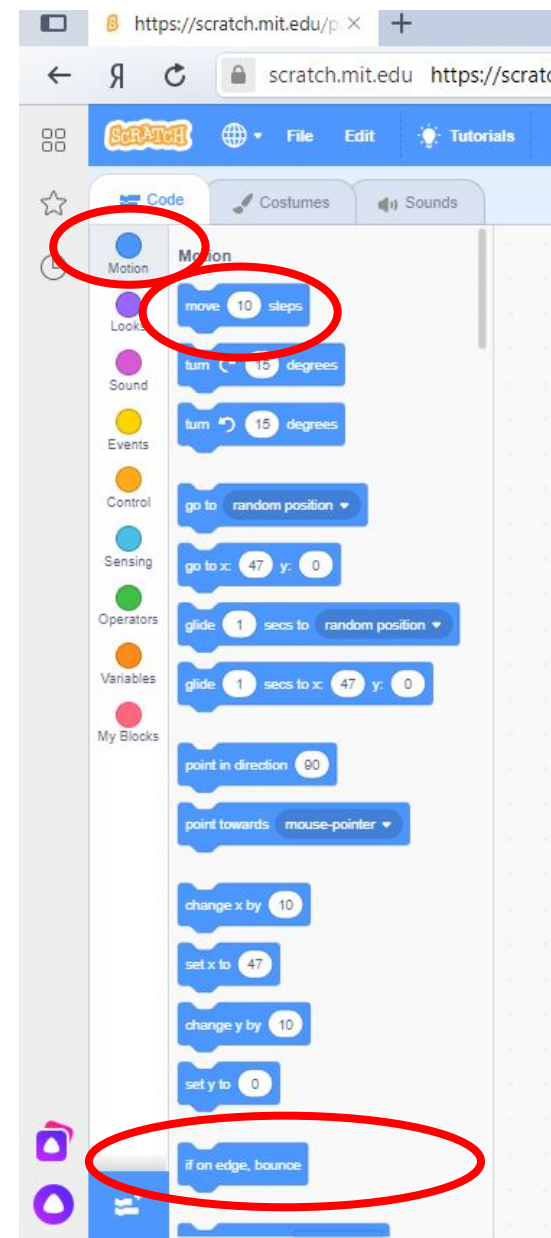 https://scratch.mit.edu/p
Я scratch.mit.edu https://scratc
SCRATCH File Edit Tutorials
Code Costumes Sounds
Motion
Looks
Sound
Events
Control
Sensing
Operators
Variables
My Blocks
Motion
move 10 steps
turn 15 degrees
turn 15 degrees
go to random position
go to x: 47 y: 0
glide 1 secs to random position
glide 1 secs to x: 47 y: 0
point in direction 90
point towards mouse-pointer
change x by 10
set x to 47
change y by 10
set y to 0
if on edge, bounce